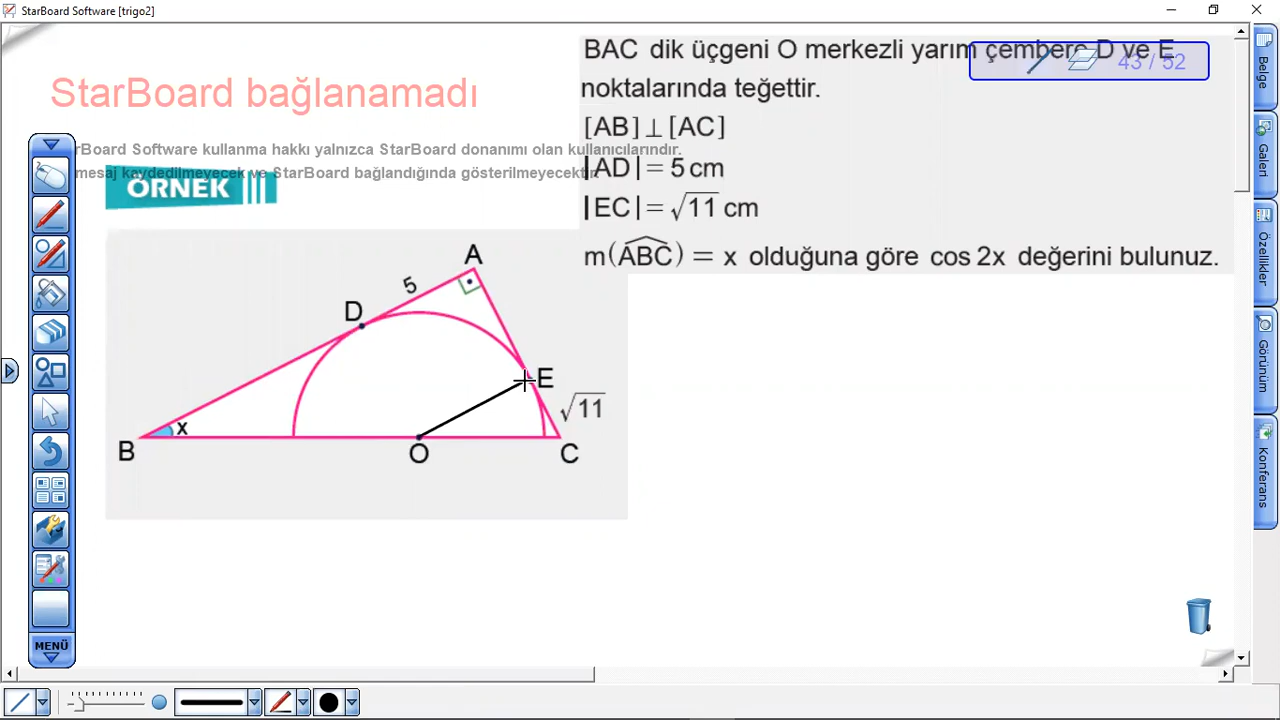 StarBoard Software [trigo2]
BAC dik üçgeni O merkezli yarım çembere D ve E
43 / 52
noktalarında teğettir.
StarBoard bağlanamadı
[AB] ⊥ [AC]
rBoard Software kullanma hakkı yalnızca StarBoard donanımı olan kullanıcılarındır.
mesaj kaydedilmeyecek ve StarBoard bağlandığında gösterilmeyecektir.
|AD| = 5 cm
ÖRNEK
|EC| = √11 cm
m(ABC) = x olduğuna göre cos 2x değerini bulunuz.
A
5
D
E
√11
x
B
O
C
MENÜ
Belge
Galeri
Özellikler
Görünüm
Konferans